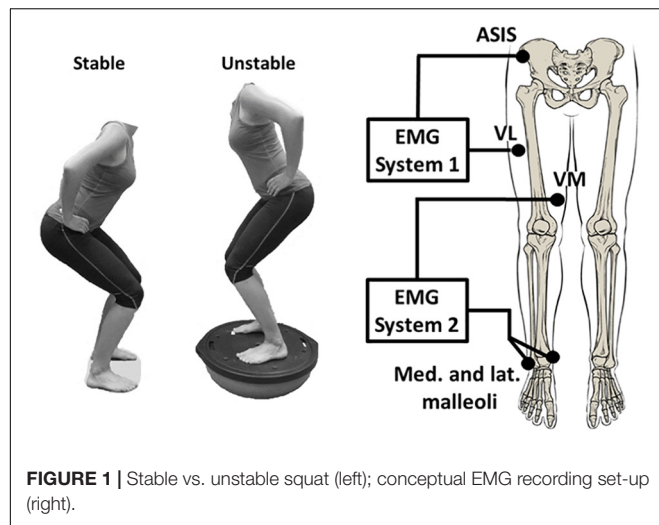 Stable
Unstable
ASIS
EMG
System 1
VL
VM
EMG
System 2
Med. and lat.
malleoli
FIGURE 1 | Stable vs. unstable squat (left); conceptual EMG recording set-up
(right).